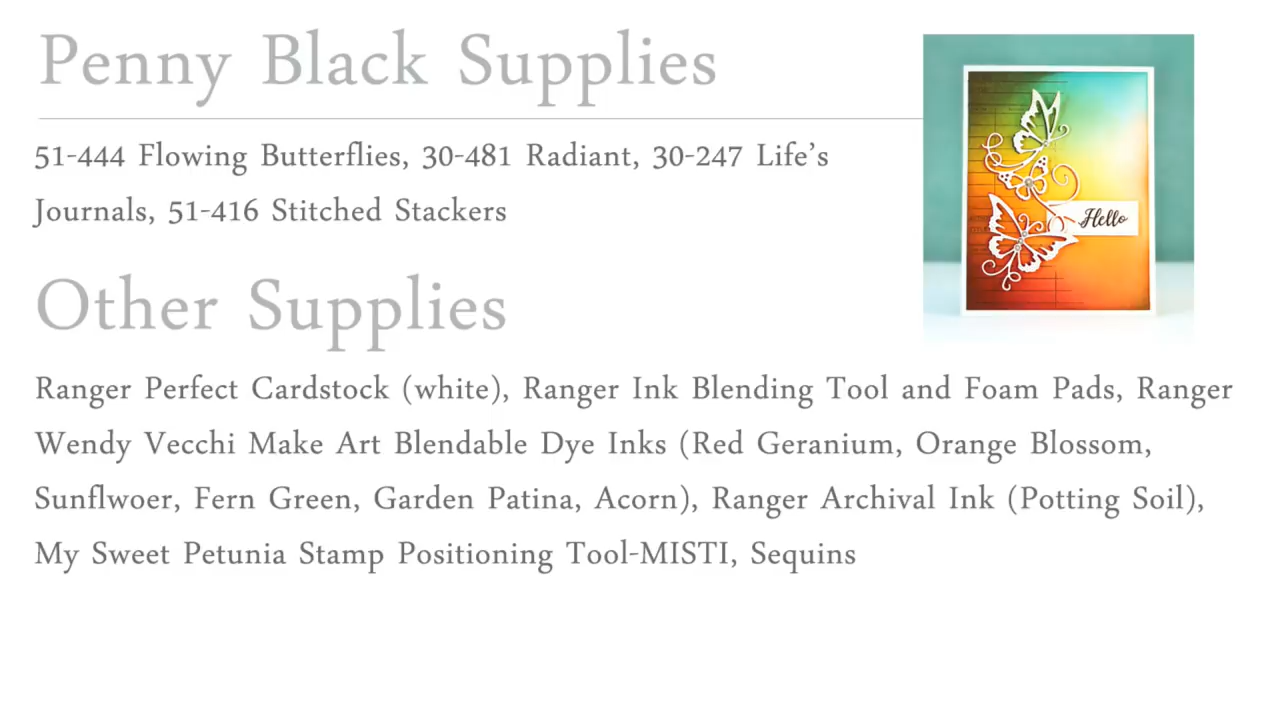 Penny Black Supplies
51-444 Flowing Butterflies, 30-481 Radiant, 30-247 Life’s
Journals, 51-416 Stitched Stackers
Hello
Other Supplies
Ranger Perfect Cardstock (white), Ranger Ink Blending Tool and Foam Pads, Ranger
Wendy Vecchi Make Art Blendable Dye Inks (Red Geranium, Orange Blossom,
Sunflwoer, Fern Green, Garden Patina, Acorn), Ranger Archival Ink (Potting Soil),
My Sweet Petunia Stamp Positioning Tool-MISTI, Sequins